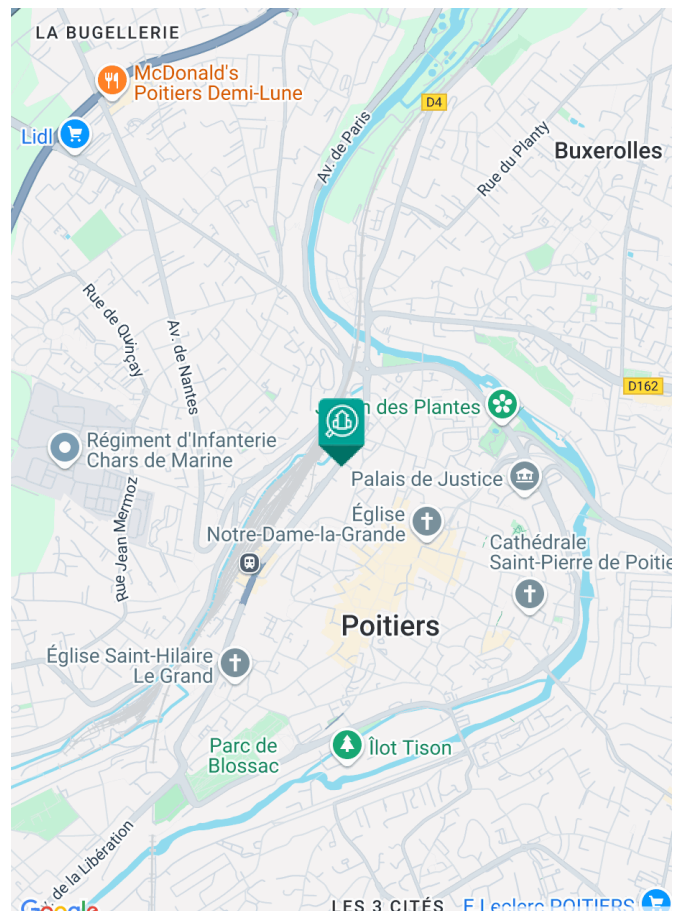 LA BUGELLERIE
McDonald's
Poitiers Demi-Lune
Lidl
D4
Av. de Paris
Rue du Planty
Buxerolles
Rue de Quinçay
Av. de Nantes
D162
des Plantes
Régiment d'Infanterie
Chars de Marine
Palais de Justice
Rue Jean Mermoz
Église
Notre-Dame-la-Grande
Cathédrale
Saint-Pierre de Poitie
Poitiers
Église Saint-Hilaire
Le Grand
Parc de
Blossac
Îlot Tison
de la Libération
Google
LES 3 CITÉS
E.Leclerc POITIERS